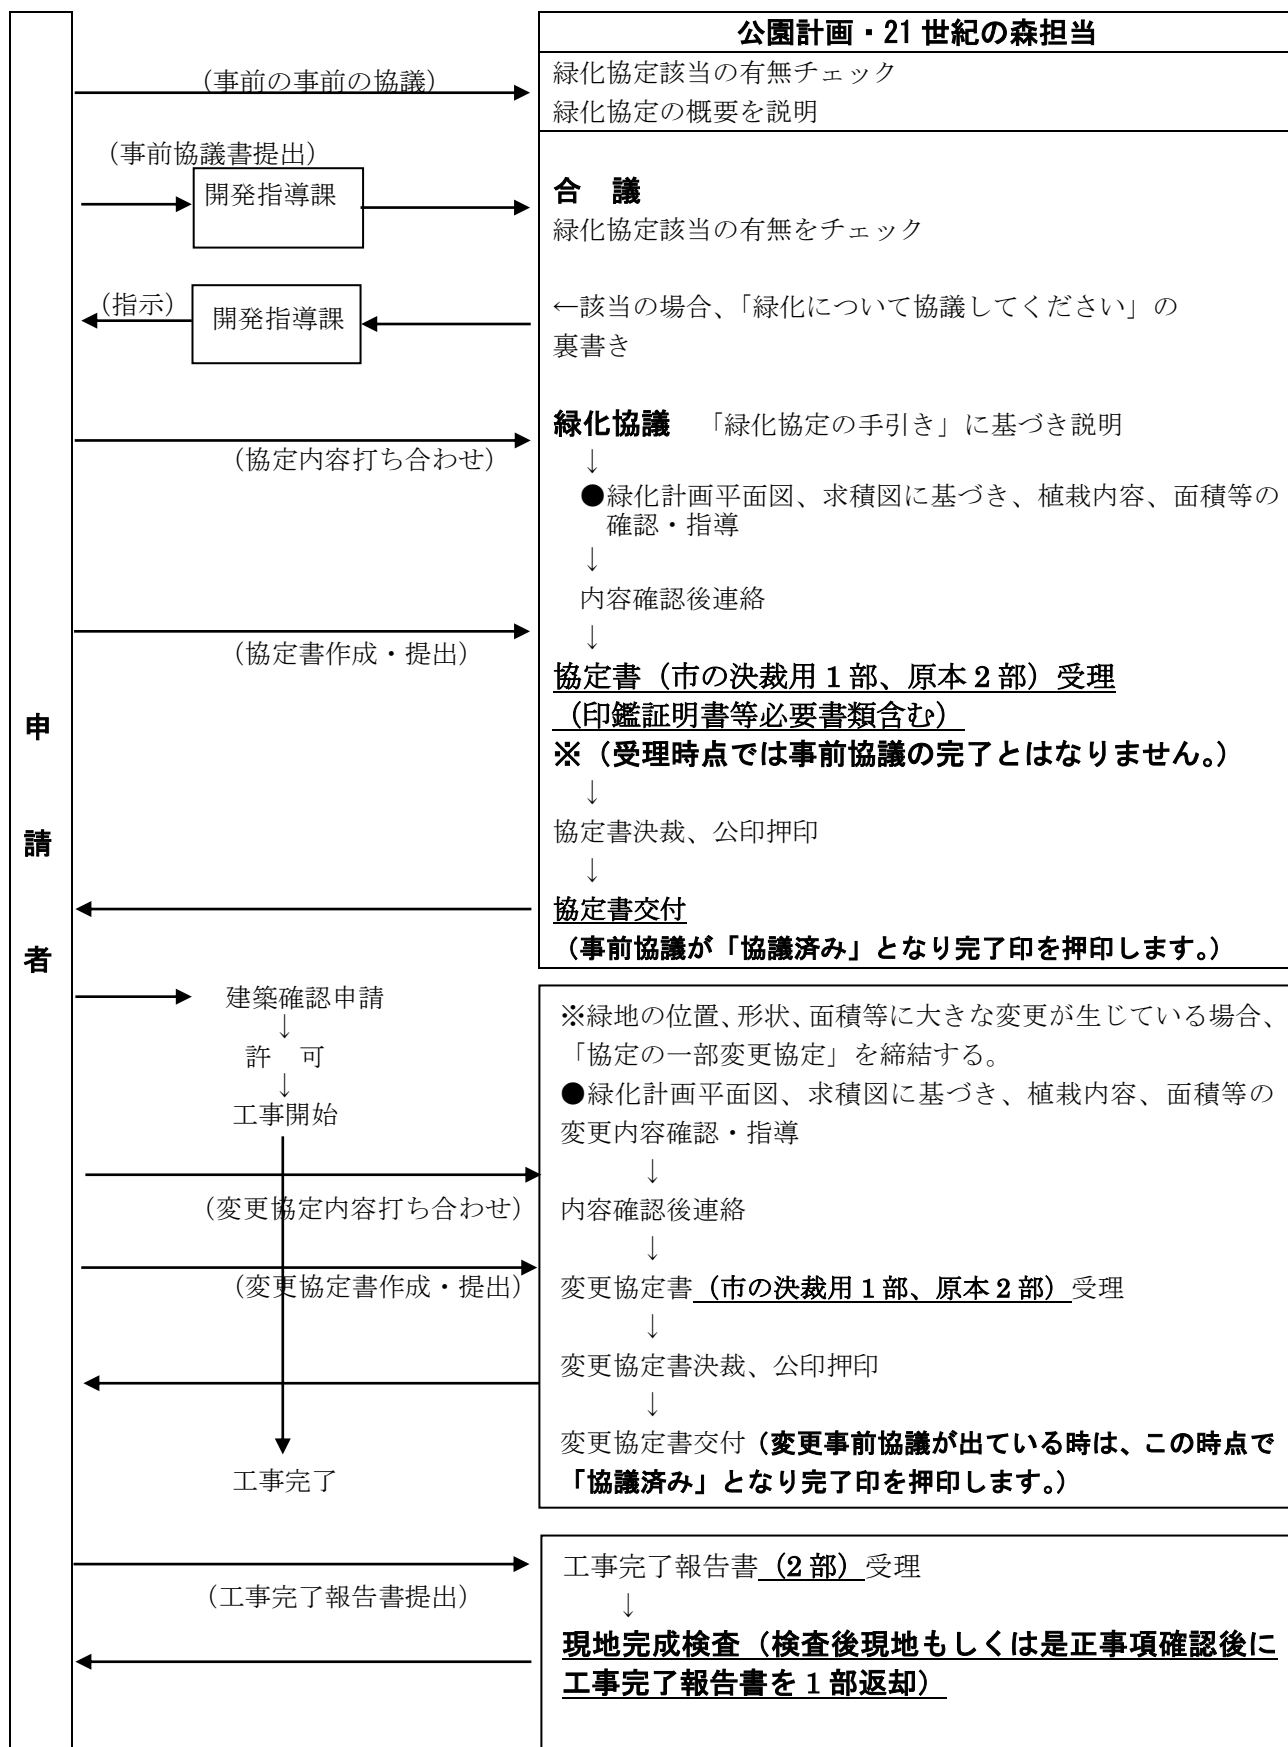 公園計画・21 世紀の森担当
(事前の事前の協議)
緑化協定該当の有無チェック
緑化協定の概要を説明
(事前協議書提出)
開発指導課
合　議
緑化協定該当の有無をチェック
(指示)
開発指導課
←該当の場合、「緑化について協議してください」の
裏書き
緑化協議　「緑化協定の手引き」に基づき説明
(協定内容打ち合わせ)
↓
●緑化計画平面図、求積図に基づき、植栽内容、面積等の
確認・指導
↓
内容確認後連絡
↓
(協定書作成・提出)
協定書（市の決裁用 1 部、原本 2 部）受理
（印鑑証明書等必要書類含む）
※（受理時点では事前協議の完了とはなりません。）
↓
協定書決裁、公印押印
↓
協定書交付
（事前協議が「協議済み」となり完了印を押印します。）
申
請
者
建築確認申請
↓
許　可
↓
工事開始
※緑地の位置、形状、面積等に大きな変更が生じている場合、
「協定の一部変更協定」を締結する。
●緑化計画平面図、求積図に基づき、植栽内容、面積等の
変更内容確認・指導
↓
(変更協定内容打ち合わせ)
内容確認後連絡
↓
(変更協定書作成・提出)
変更協定書（市の決裁用 1 部、原本 2 部）受理
↓
変更協定書決裁、公印押印
↓
変更協定書交付（変更事前協議が出ている時は、この時点で
「協議済み」となり完了印を押印します。）
工事完了
工事完了報告書（2 部）受理
(工事完了報告書提出)
↓
現地完成検査（検査後現地もしくは是正事項確認後に
工事完了報告書を 1 部返却）